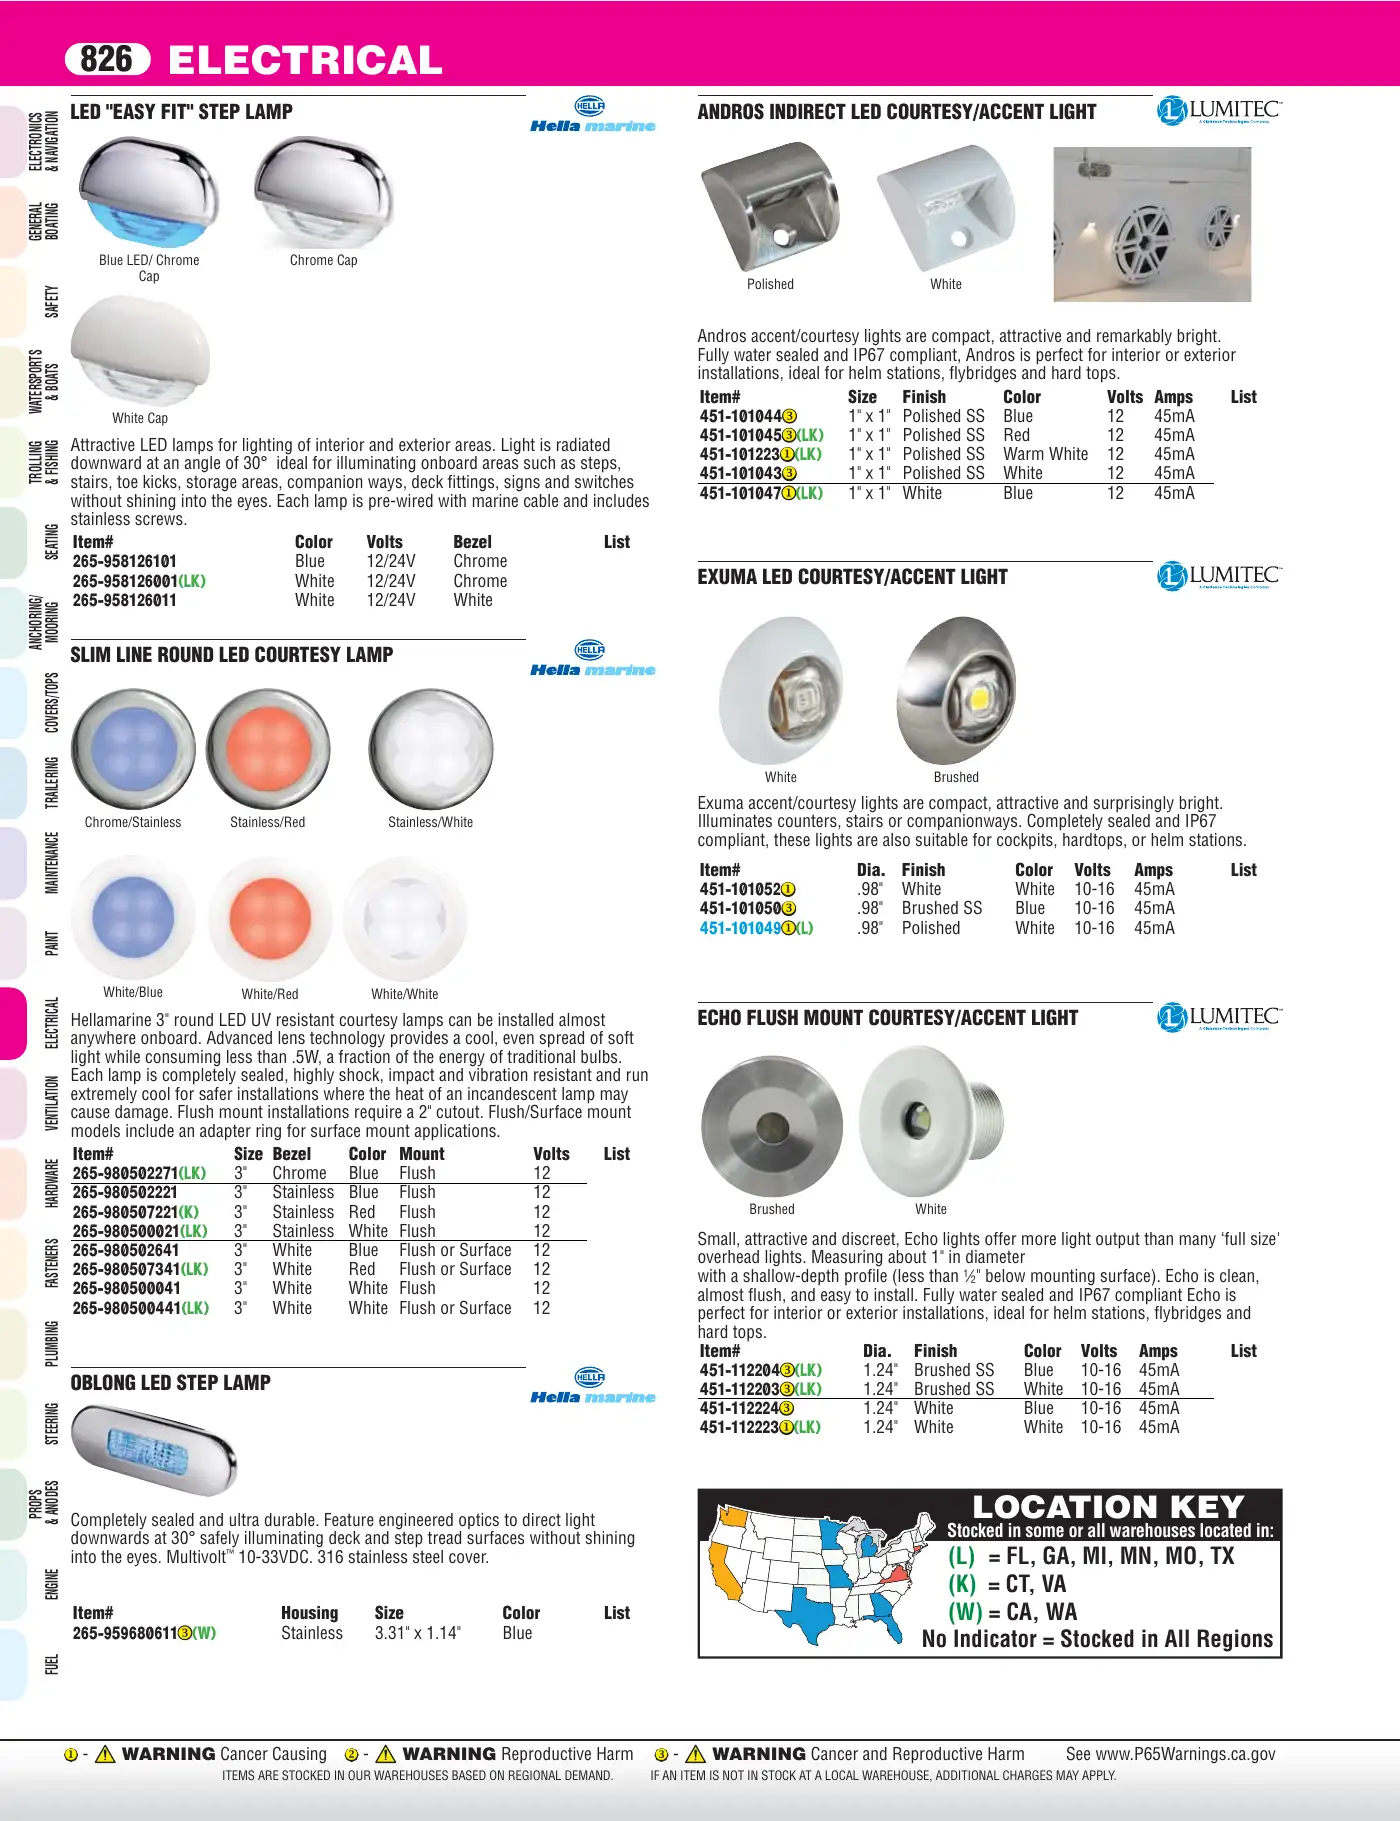 826 ELECTRICAL
ELECTRONICS
& NAVIGATION
GENERAL
BOATING
SAFETY
WATERSPORTS
& BOATS
TROLLING
& FISHING
SEATING
ANCHORING/
MOORING
COVERS/TOPS
TRAILERING
MAINTENANCE
PAINT
ELECTRICAL
VENTILATION
HARDWARE
FASTENERS
PLUMBING
STEERING
PROPS
& ANODES
ENGINE
FUEL
LED "EASY FIT" STEP LAMP
HELLA
Hella marine
Blue LED/ Chrome
Cap
Chrome Cap
White Cap
Attractive LED lamps for lighting of interior and exterior areas. Light is radiated
downward at an angle of 30° ideal for illuminating onboard areas such as steps,
stairs, toe kicks, storage areas, companion ways, deck fittings, signs and switches
without shining into the eyes. Each lamp is pre-wired with marine cable and includes
stainless screws.
Item# Color Volts Bezel List
265-958126101 Blue 12/24V Chrome
265-958126001(LK) White 12/24V Chrome
265-958126011 White 12/24V White
SLIM LINE ROUND LED COURTESY LAMP
HELLA
Hella marine
Chrome/Stainless Stainless/Red Stainless/White
White/Blue White/Red White/White
Hellamarine 3" round LED UV resistant courtesy lamps can be installed almost
anywhere onboard. Advanced lens technology provides a cool, even spread of soft
light while consuming less than .5W, a fraction of the energy of traditional bulbs.
Each lamp is completely sealed, highly shock, impact and vibration resistant and run
extremely cool for safer installations where the heat of an incandescent lamp may
cause damage. Flush mount installations require a 2" cutout. Flush/Surface mount
models include an adapter ring for surface mount applications.
Item# Size Bezel Color Mount Volts List
265-980502271(LK) 3" Chrome Blue Flush 12
265-980502221 3" Stainless Blue Flush 12
265-980507221(K) 3" Stainless Red Flush 12
265-980500021(LK) 3" Stainless White Flush 12
265-980502641 3" White Blue Flush or Surface 12
265-980507341(LK) 3" White Red Flush or Surface 12
265-980500041 3" White White Flush 12
265-980500441(LK) 3" White White Flush or Surface 12
OBLONG LED STEP LAMP
HELLA
Hella marine
Completely sealed and ultra durable. Feature engineered optics to direct light
downwards at 30° safely illuminating deck and step tread surfaces without shining
into the eyes. Multivolt™ 10-33VDC. 316 stainless steel cover.
Item# Housing Size Color List
265-959680611 3 (W) Stainless 3.31" x 1.14" Blue
ANDROS INDIRECT LED COURTESY/ACCENT LIGHT
LUMITEC
Polished White
Andros accent/courtesy lights are compact, attractive and remarkably bright.
Fully water sealed and IP67 compliant, Andros is perfect for interior or exterior
installations, ideal for helm stations, flybridges and hard tops.
Item# Size Finish Color Volts Amps List
451-101044 3 1" x 1" Polished SS Blue 12 45mA
451-101045 3 (LK) 1" x 1" Polished SS Red 12 45mA
451-101223 1 (LK) 1" x 1" Polished SS Warm White 12 45mA
451-101043 3 1" x 1" Polished SS White 12 45mA
451-101047 1 (LK) 1" x 1" White Blue 12 45mA
EXUMA LED COURTESY/ACCENT LIGHT
LUMITEC
White Brushed
Exuma accent/courtesy lights are compact, attractive and surprisingly bright.
Illuminates counters, stairs or companionways. Completely sealed and IP67
compliant, these lights are also suitable for cockpits, hardtops, or helm stations.
Item# Dia. Finish Color Volts Amps List
451-101052 1 .98" White White 10-16 45mA
451-101050 3 .98" Brushed SS Blue 10-16 45mA
451-101049 1 (L) .98" Polished White 10-16 45mA
ECHO FLUSH MOUNT COURTESY/ACCENT LIGHT
LUMITEC
Brushed White
Small, attractive and discreet, Echo lights offer more light output than many 'full size'
overhead lights. Measuring about 1" in diameter
with a shallow-depth profile (less than ½" below mounting surface). Echo is clean,
almost flush, and easy to install. Fully water sealed and IP67 compliant Echo is
perfect for interior or exterior installations, ideal for helm stations, flybridges and
hard tops.
Item# Dia. Finish Color Volts Amps List
451-112204 3 (LK) 1.24" Brushed SS Blue 10-16 45mA
451-112203 3 (LK) 1.24" Brushed SS White 10-16 45mA
451-112224 3 1.24" White Blue 10-16 45mA
451-112223 1 (LK) 1.24" White White 10-16 45mA
LOCATION KEY
Stocked in some or all warehouses located in:
(L) = FL, GA, MI, MN, MO, TX
(K) = CT, VA
(W) = CA, WA
No Indicator = Stocked in All Regions
1 - WARNING Cancer Causing 2 - WARNING Reproductive Harm 3 - WARNING Cancer and Reproductive Harm See www.P65Warnings.ca.gov
ITEMS ARE STOCKED IN OUR WAREHOUSES BASED ON REGIONAL DEMAND. IF AN ITEM IS NOT IN STOCK AT A LOCAL WAREHOUSE, ADDITIONAL CHARGES MAY APPLY.